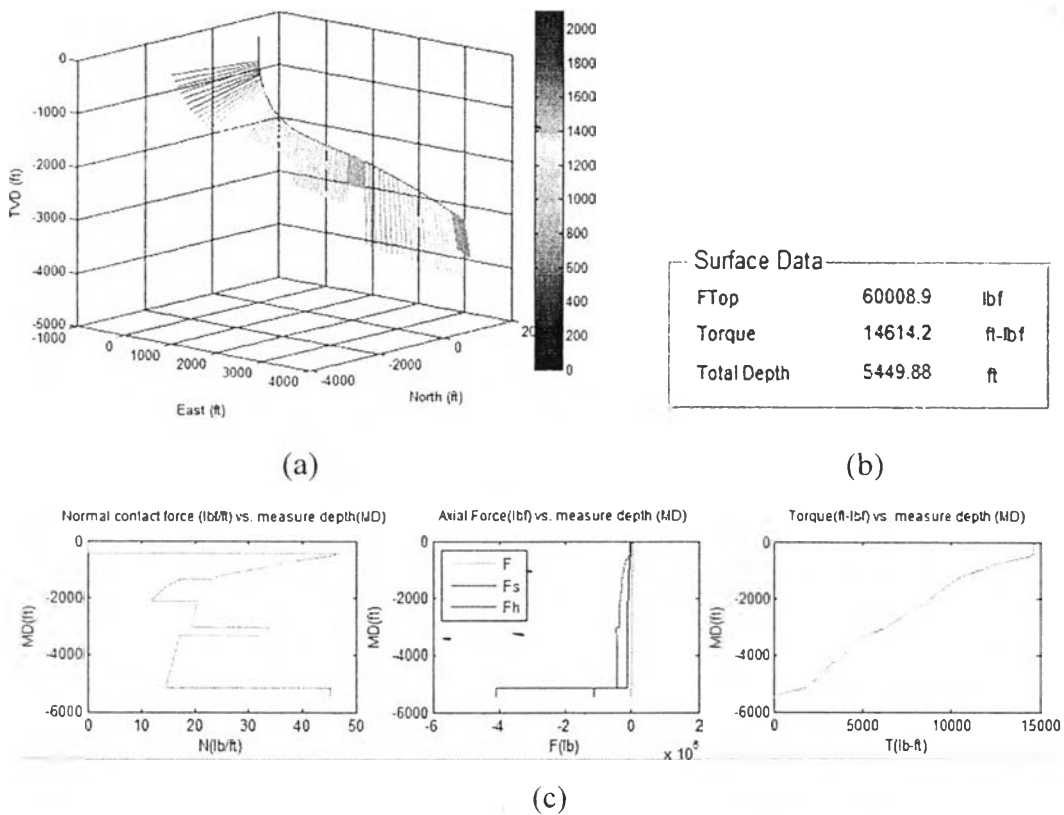 0
-1000
-2000
-3000
-4000
-5000
TVD (ft)
-1000
0
1000
2000
3000
4000
East (ft)
-4000
-2000
0
North (ft)
2000
1800
1600
1400
1200
1000
800
600
400
200
0
(a)
Surface Data
FTop 60008.9 lbf
Torque 14614.2 ft-lbf
Total Depth 5449.88 ft
(b)
Normal contact force (lbf/ft) vs. measure depth(MD)
0
-2000
-4000
-6000
MD(ft)
0 10 20 30 40 50
N(lb/ft)
Axial Force(lbf) vs. measure depth (MD)
F
Fs
Fh
0
-2000
-4000
-6000
MD(ft)
-6 -4 -2 0 2
F(lb)
Torque(ft-lbf) vs measure depth (MD)
0
-2000
-4000
-6000
MD(ft)
0 5000 10000 15000
T(lb-ft)
(c)